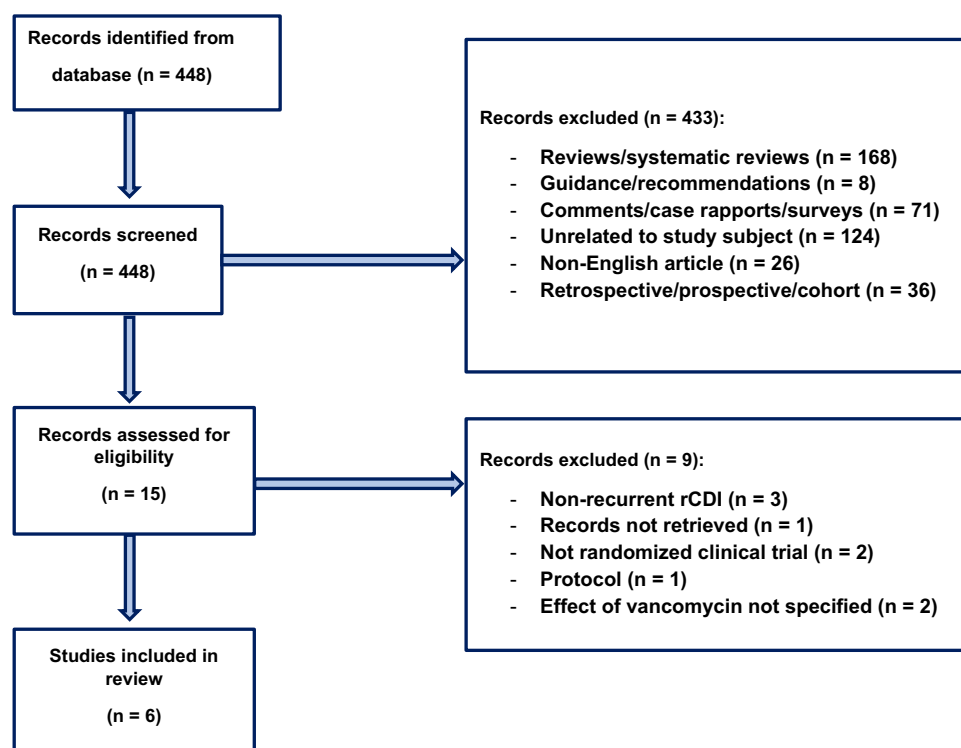 Records identified from
database (n = 448)
Records excluded (n = 433):
- Reviews/systematic reviews (n = 168)
- Guidance/recommendations (n = 8)
- Comments/case rapports/surveys (n = 71)
- Unrelated to study subject (n = 124)
- Non-English article (n = 26)
- Retrospective/prospective/cohort (n = 36)
Records screened
(n = 448)
Records assessed for
eligibility
(n = 15)
Records excluded (n = 9):
- Non-recurrent rCDI (n = 3)
- Records not retrieved (n = 1)
- Not randomized clinical trial (n = 2)
- Protocol (n = 1)
- Effect of vancomycin not specified (n = 2)
Studies included in
review
(n = 6)